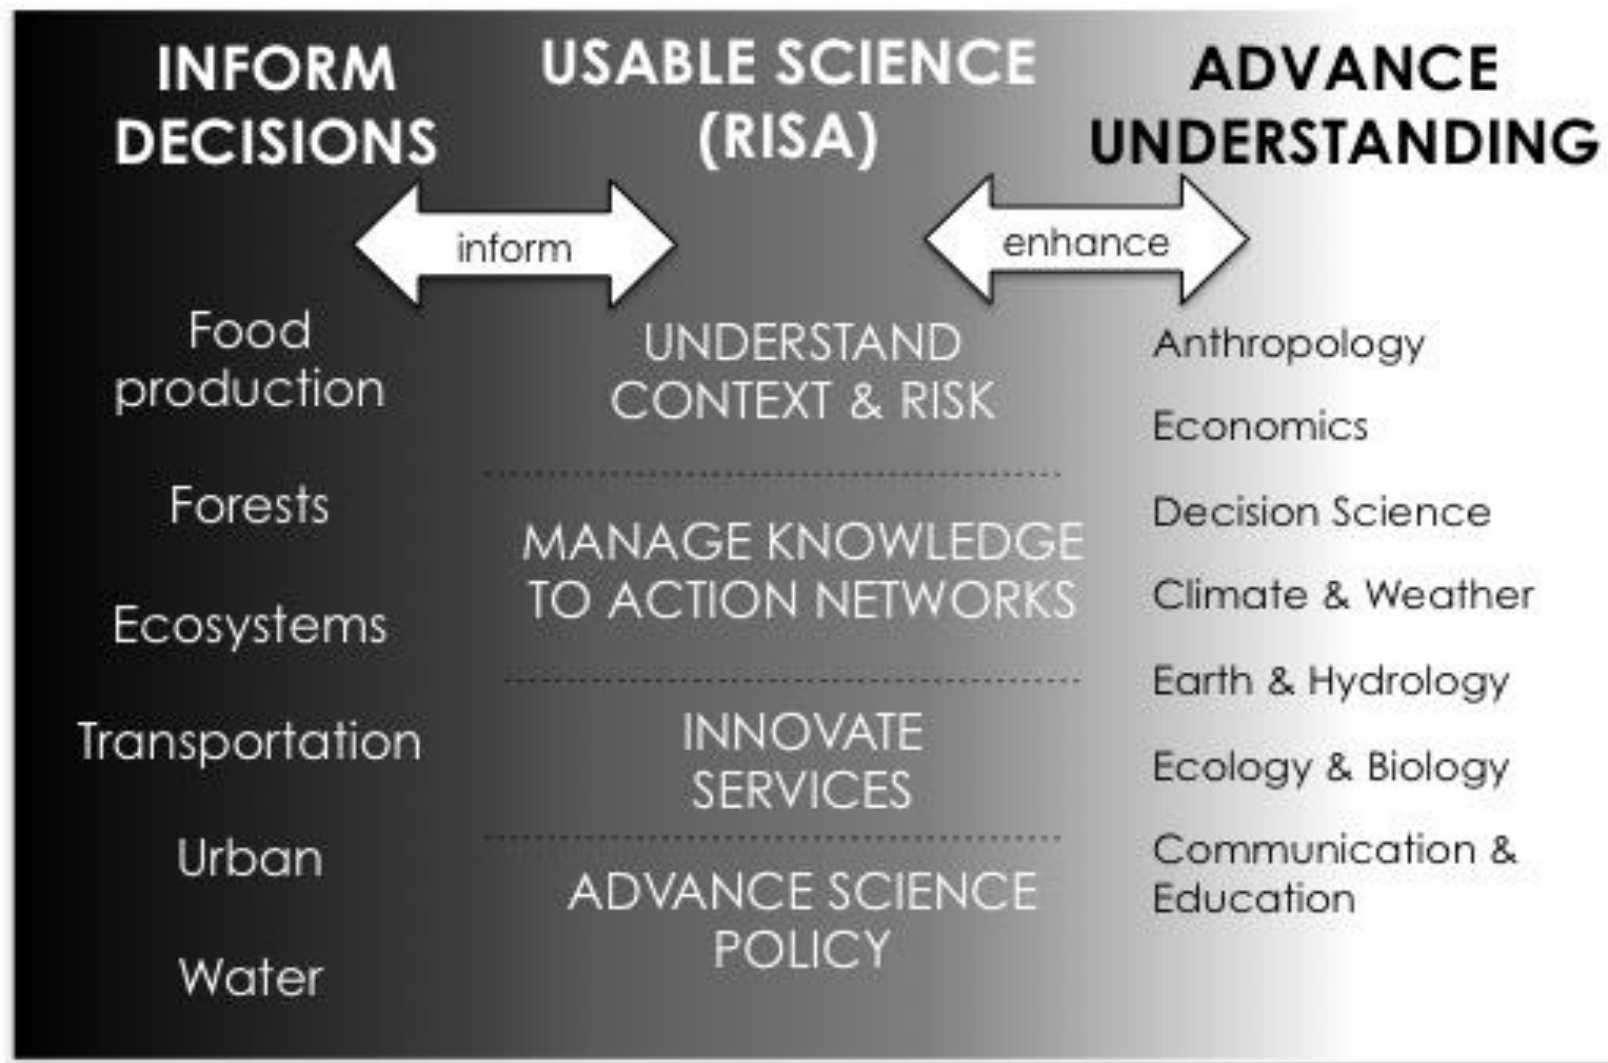 INFORM
DECISIONS
USABLE SCIENCE
(RISA)
ADVANCE
UNDERSTANDING
inform
enhance
Food
production
Forests
Ecosystems
Transportation
Urban
Water
UNDERSTAND
CONTEXT & RISK
MANAGE KNOWLEDGE
TO ACTION NETWORKS
INNOVATE
SERVICES
ADVANCE SCIENCE
POLICY
Anthropology
Economics
Decision Science
Climate & Weather
Earth & Hydrology
Ecology & Biology
Communication &
Education